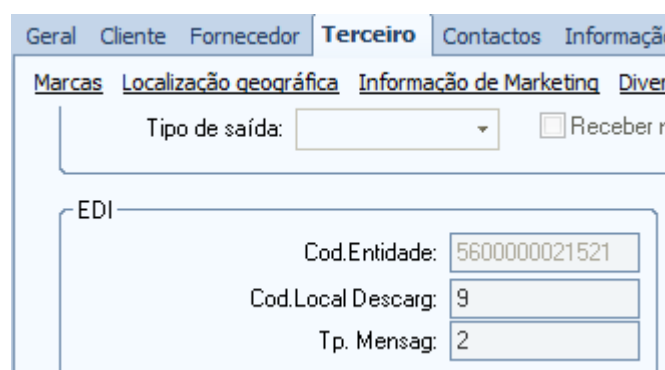 Geral Cliente Fornecedor Terceiro Contactos
Marcas Localização geográfica Informação de Marketing
Tipo de saída: Receber
EDI
Cod.Entidade: 5600000021521
Cod.Local Descarg: 9
Tp. Mensag: 2